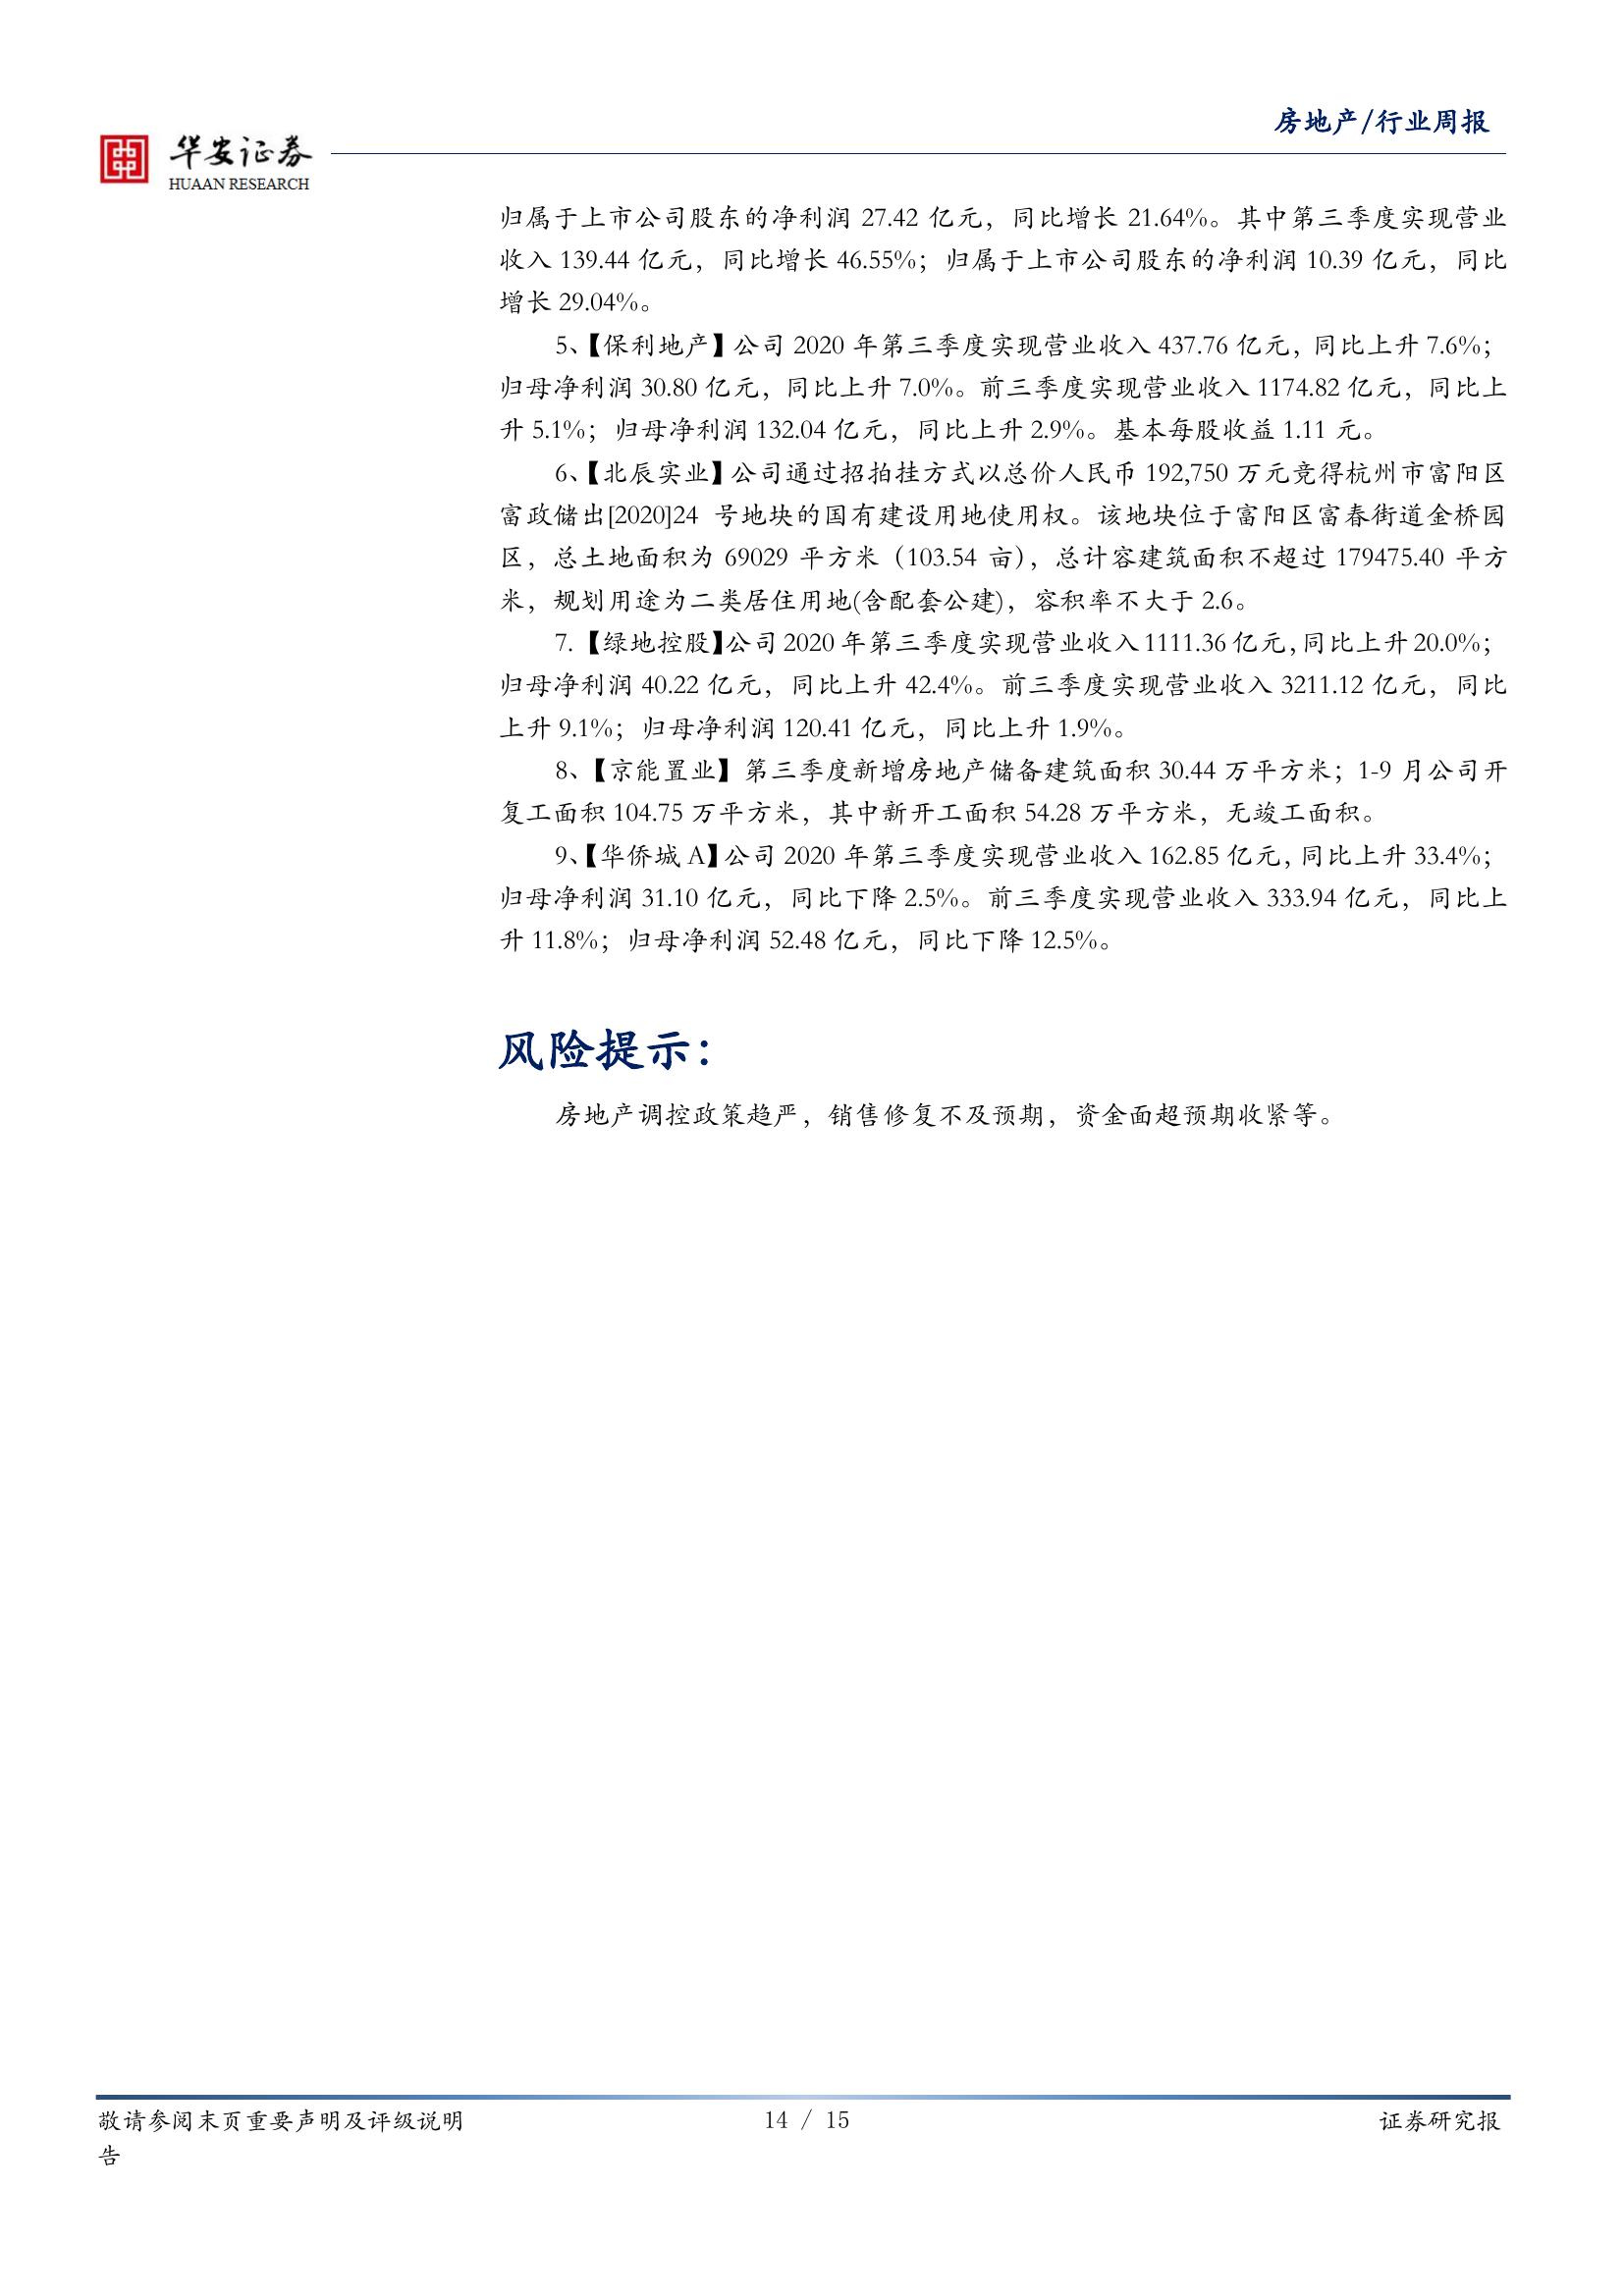 房地产/行业周报
华安证券
HUAAN RESEARCH
归属于上市公司股东的净利润 27.42 亿元，同比增长 21.64%。其中第三季度实现营业
收入 139.44 亿元，同比增长 46.55%；归属于上市公司股东的净利润 10.39 亿元，同比
增长 29.04%。
5、【保利地产】公司 2020 年第三季度实现营业收入 437.76 亿元，同比上升 7.6%；
归母净利润 30.80 亿元，同比上升 7.0%。前三季度实现营业收入 1174.82 亿元，同比上
升 5.1%；归母净利润 132.04 亿元，同比上升 2.9%。基本每股收益 1.11 元。
6、【北辰实业】公司通过招拍挂方式以总价人民币 192,750 万元竞得杭州市富阳区
富政储出[2020]24 号地块的国有建设用地使用权。该地块位于富阳区富春街道金桥园
区，总土地面积为 69029 平方米（103.54 亩），总计容建筑面积不超过 179475.40 平方
米，规划用途为二类居住用地(含配套公建)，容积率不大于 2.6。
7.【绿地控股】公司 2020 年第三季度实现营业收入 1111.36 亿元，同比上升 20.0%；
归母净利润 40.22 亿元，同比上升 42.4%。前三季度实现营业收入 3211.12 亿元，同比
上升 9.1%；归母净利润 120.41 亿元，同比上升 1.9%。
8、【京能置业】第三季度新增房地产储备建筑面积 30.44 万平方米；1-9 月公司开
复工面积 104.75 万平方米，其中新开工面积 54.28 万平方米，无竣工面积。
9、【华侨城 A】公司 2020 年第三季度实现营业收入 162.85 亿元，同比上升 33.4%；
归母净利润 31.10 亿元，同比下降 2.5%。前三季度实现营业收入 333.94 亿元，同比上
升 11.8%；归母净利润 52.48 亿元，同比下降 12.5%。
风险提示：
房地产调控政策趋严，销售修复不及预期，资金面超预期收紧等。
敬请参阅末页重要声明及评级说明 14 / 15 证券研究报
告